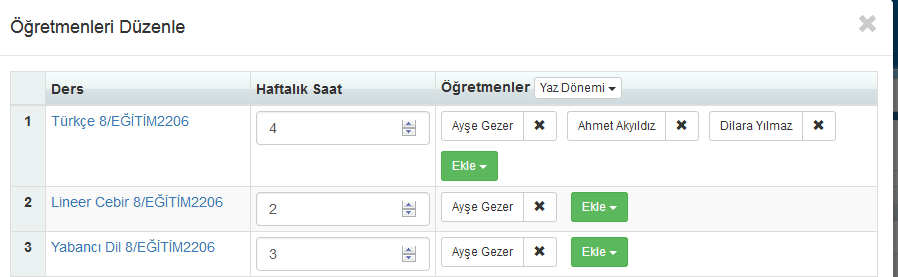 Öğretmenleri Düzenle
Ders Haftalık Saat Öğretmenler Yaz Dönemi
1 Türkçe 8/EĞİTİM2206 4 Ayşe Gezer Ahmet Akyıldız Dilara Yılmaz
Ekle
2 Lineer Cebir 8/EĞİTİM2206 2 Ayşe Gezer Ekle
3 Yabancı Dil 8/EĞİTİM2206 3 Ayşe Gezer Ekle